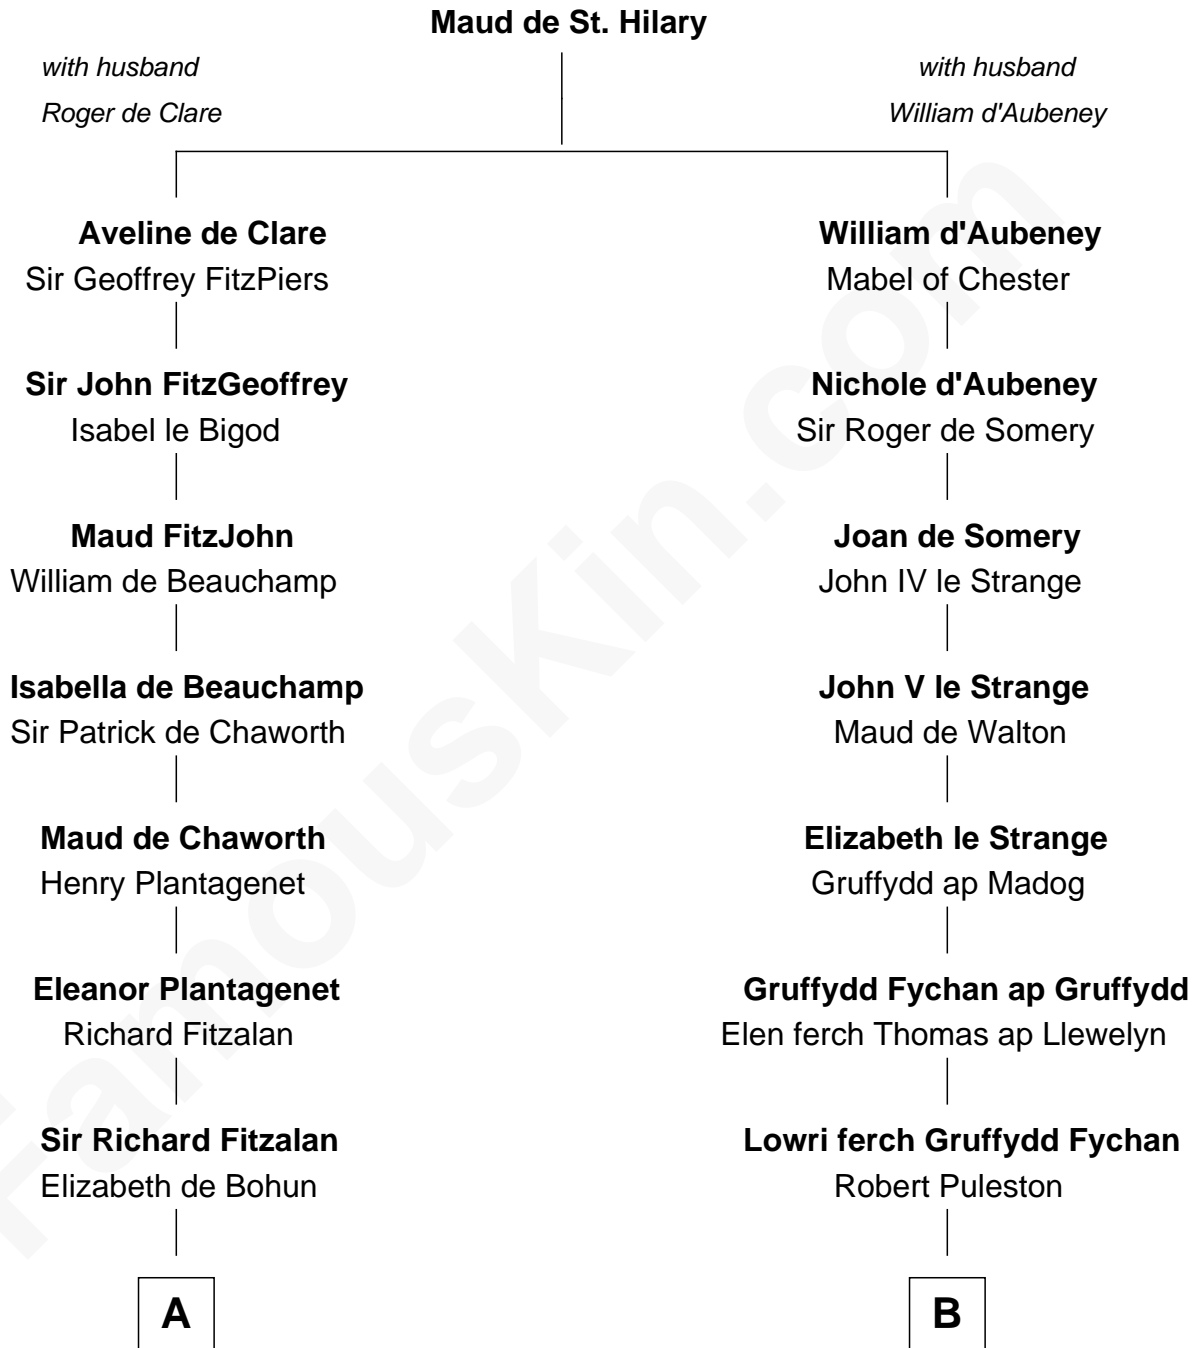 Maud de St. Hilary
with husband
Roger de Clare
with husband
William d'Aubeney
Aveline de Clare
Sir Geoffrey FitzPiers
William d'Aubeney
Mabel of Chester
Sir John FitzGeoffrey
Isabel le Bigod
Nichole d'Aubeney
Sir Roger de Somery
Maud FitzJohn
William de Beauchamp
Joan de Somery
John IV le Strange
Isabella de Beauchamp
Sir Patrick de Chaworth
John V le Strange
Maud de Walton
Maud de Chaworth
Henry Plantagenet
Elizabeth le Strange
Gruffydd ap Madog
Eleanor Plantagenet
Richard Fitzalan
Gruffydd Fychan ap Gruffydd
Elen ferch Thomas ap Llewelyn
Sir Richard Fitzalan
Elizabeth de Bohun
Lowri ferch Gruffydd Fychan
Robert Puleston
A
B
FamousKin.com